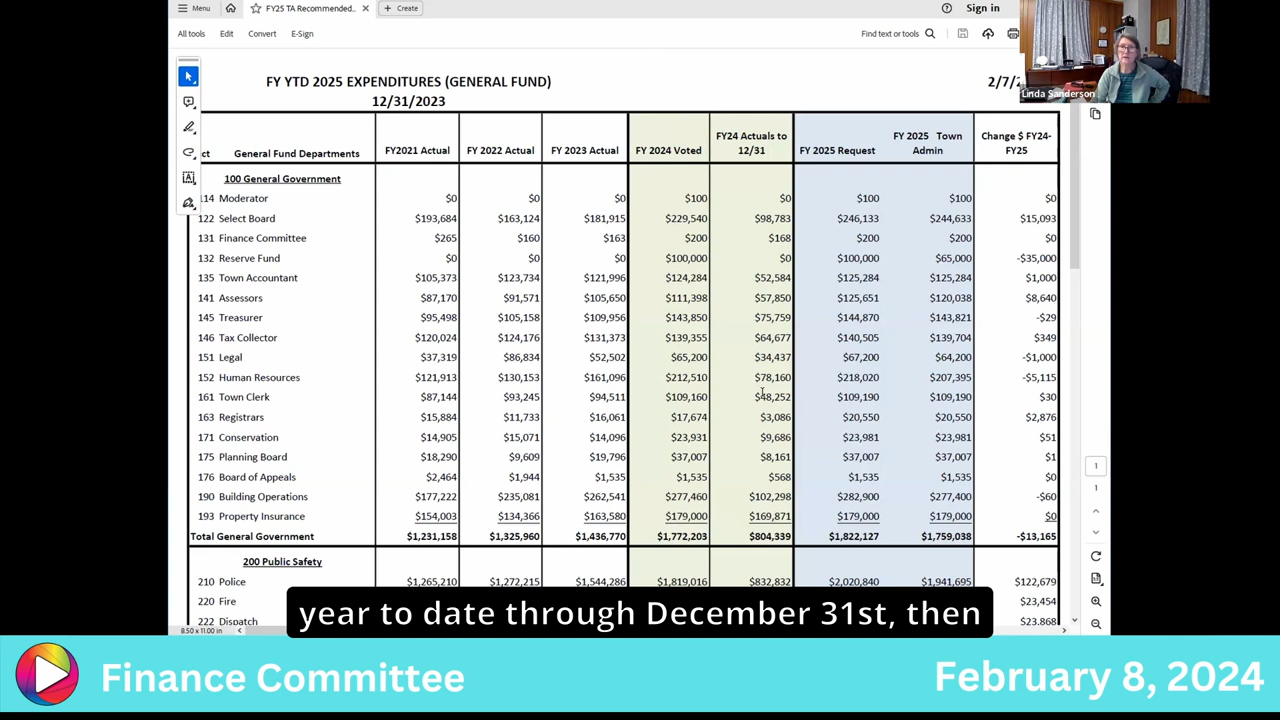 Menu FY25 TA Recommended... Create Sign in
All tools Edit Convert E-Sign Find text or tools
FY YTD 2025 EXPENDITURES (GENERAL FUND) 2/7/2
12/31/2023
Linda Sanderson
ct General Fund Departments FY2021 Actual FY 2022 Actual FY 2023 Actual FY 2024 Voted FY24 Actuals to 12/31 FY 2025 Request FY 2025 Town Admin Change $ FY24-FY25
100 General Government
114 Moderator $0 $0 $0 $100 $0 $100 $100 $0
122 Select Board $193,684 $163,124 $181,915 $229,540 $98,783 $246,133 $244,633 $15,093
131 Finance Committee $265 $160 $163 $200 $168 $200 $200 $0
132 Reserve Fund $0 $0 $0 $100,000 $0 $100,000 $65,000 -$35,000
135 Town Accountant $105,373 $123,734 $121,996 $124,284 $52,584 $125,284 $125,284 $1,000
141 Assessors $87,170 $91,571 $105,650 $111,398 $57,850 $125,651 $120,038 $8,640
145 Treasurer $95,498 $105,158 $109,956 $143,850 $75,759 $144,870 $143,821 -$29
146 Tax Collector $120,024 $124,176 $131,373 $139,355 $64,677 $140,505 $139,704 $349
151 Legal $37,319 $86,834 $52,502 $65,200 $34,437 $67,200 $64,200 -$1,000
152 Human Resources $121,913 $130,153 $161,096 $212,510 $78,160 $218,020 $207,395 -$5,115
161 Town Clerk $87,144 $93,245 $94,511 $109,160 $48,252 $109,190 $109,190 $30
163 Registrars $15,884 $11,733 $16,061 $17,674 $3,086 $20,550 $20,550 $2,876
171 Conservation $14,905 $15,071 $14,096 $23,931 $9,686 $23,981 $23,981 $51
175 Planning Board $18,290 $9,609 $19,796 $37,007 $8,161 $37,007 $37,007 $1
176 Board of Appeals $2,464 $1,944 $1,535 $1,535 $568 $1,535 $1,535 $0
190 Building Operations $177,222 $235,081 $262,541 $277,460 $102,298 $282,900 $277,400 -$60
193 Property Insurance $154,003 $134,366 $163,580 $179,000 $169,871 $179,000 $179,000 $0
Total General Government $1,231,158 $1,325,960 $1,436,770 $1,772,203 $804,339 $1,822,127 $1,759,038 -$13,165
200 Public Safety
210 Police $1,265,210 $1,272,215 $1,544,286 $1,819,016 $832,832 $2,020,840 $1,941,695 $122,679
220 Fire $23,454
222 Dispatch $23,868
8.50 x 11.00 in
1
1
year to date through December 31st, then
Finance Committee February 8, 2024